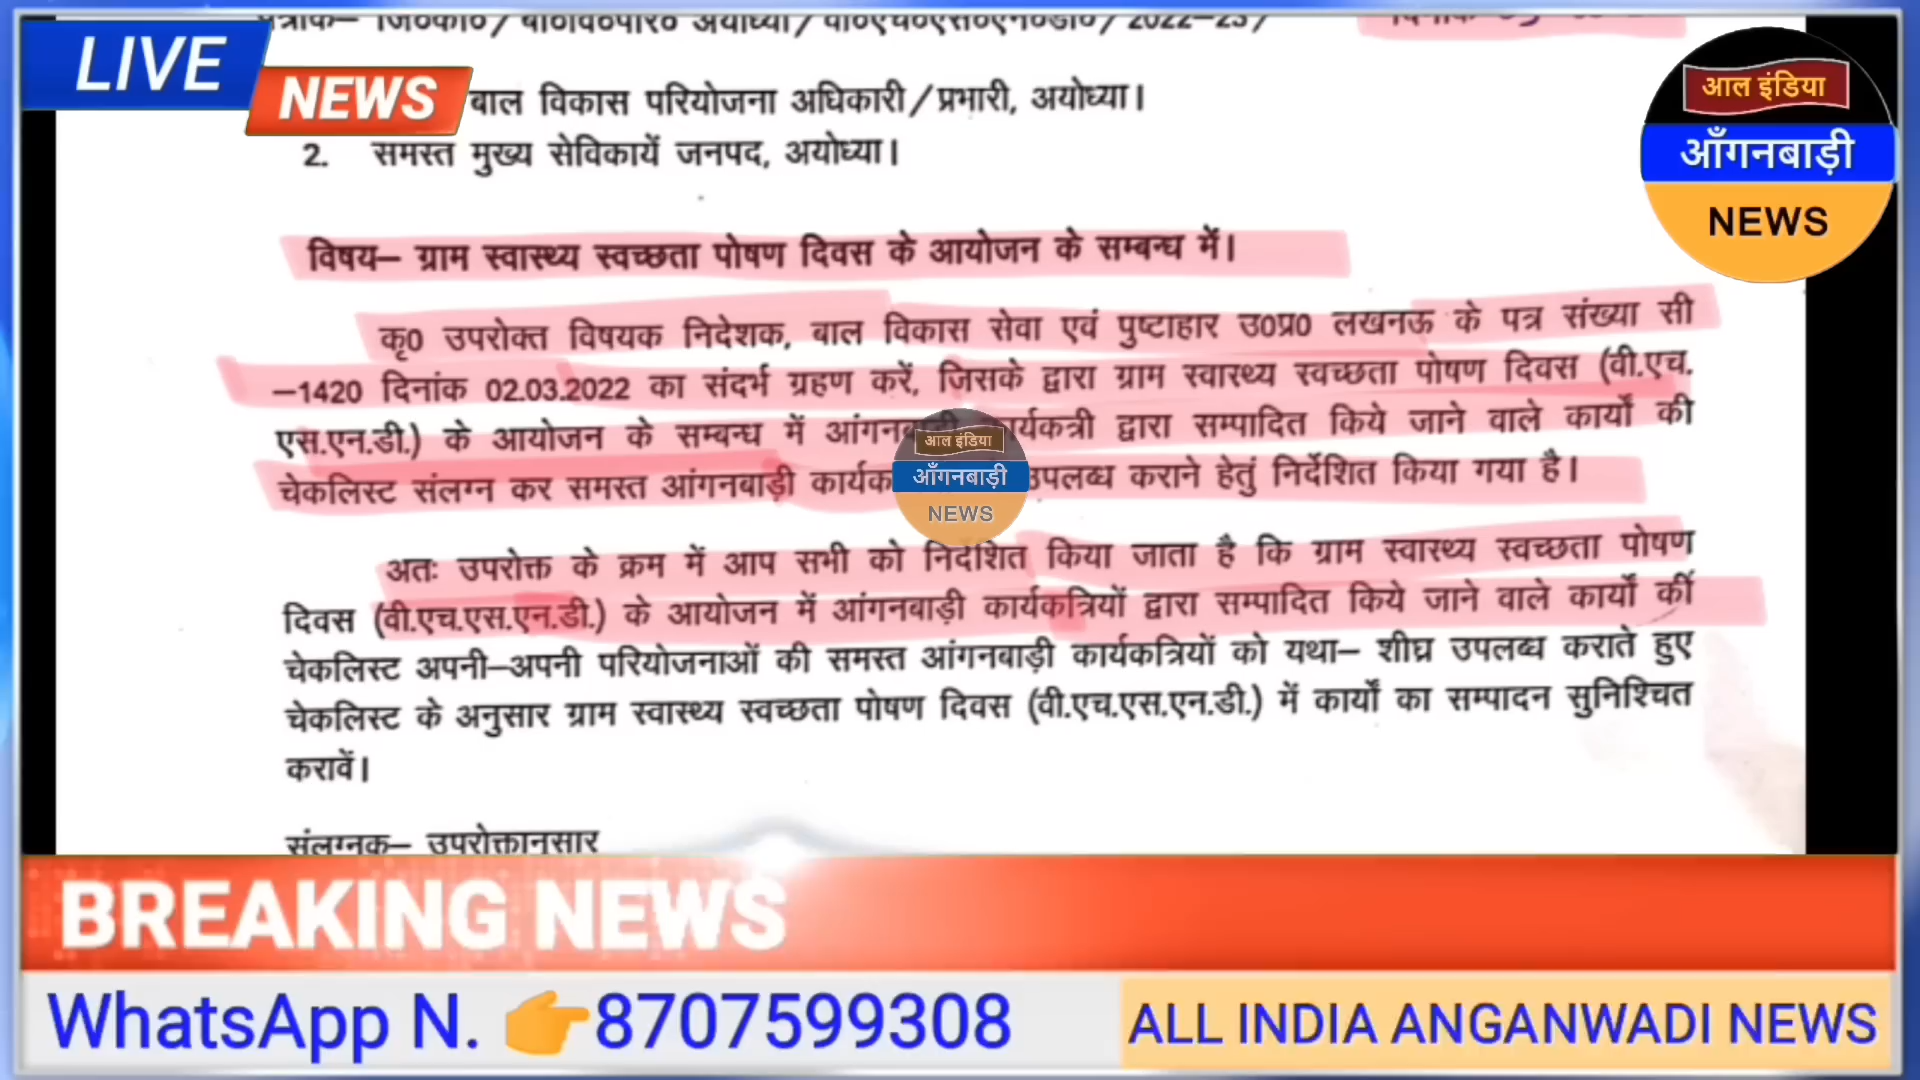 LIVE
NEWS
/ 2022-23/
बाल विकास परियोजना अधिकारी/प्रभारी, अयोध्या।
2. समस्त मुख्य सेविकायें जनपद, अयोध्या।
विषय– ग्राम स्वास्थ्य स्वच्छता पोषण दिवस के आयोजन के सम्बन्ध में।
कृ0 उपरोक्त विषयक निदेशक, बाल विकास सेवा एवं पुष्टाहार उ0प्र0 लखनऊ के पत्र संख्या सी
–1420 दिनांक 02.03.2022 का संदर्भ ग्रहण करें, जिसके द्वारा ग्राम स्वास्थ्य स्वच्छता पोषण दिवस (वी.एच.
एस.एन.डी.) के आयोजन के सम्बन्ध में द्वारा सम्पादित किये जाने वाले कार्यों की
चेकलिस्ट संलग्न कर समस्त आंगनबाड़ी उपलब्ध कराने हेतुं निर्देशित किया गया है।
अतः उपरोक्त के क्रम में आप सभी को निर्देशित किया जाता है कि ग्राम स्वास्थ्य स्वच्छता पोषण
दिवस (वी.एच.एस.एन.डी.) के आयोजन में आंगनबाड़ी कार्यकत्रियों द्वारा सम्पादित किये जाने वाले कार्यों की
चेकलिस्ट अपनी–अपनी परियोजनाओं की समस्त आंगनबाड़ी कार्यकत्रियों को यथा– शीघ्र उपलब्ध कराते हुए
चेकलिस्ट के अनुसार ग्राम स्वास्थ्य स्वच्छता पोषण दिवस (वी.एच.एस.एन.डी.) में कार्यों का सम्पादन सुनिश्चित
करावें।
संलग्नक– उपरोक्तानुसार
आल इंडिया
आँगनबाड़ी
NEWS
आल इंडिया
आँगनबाड़ी
NEWS
BREAKING NEWS
WhatsApp N. 👉8707599308
ALL INDIA ANGANWADI NEWS